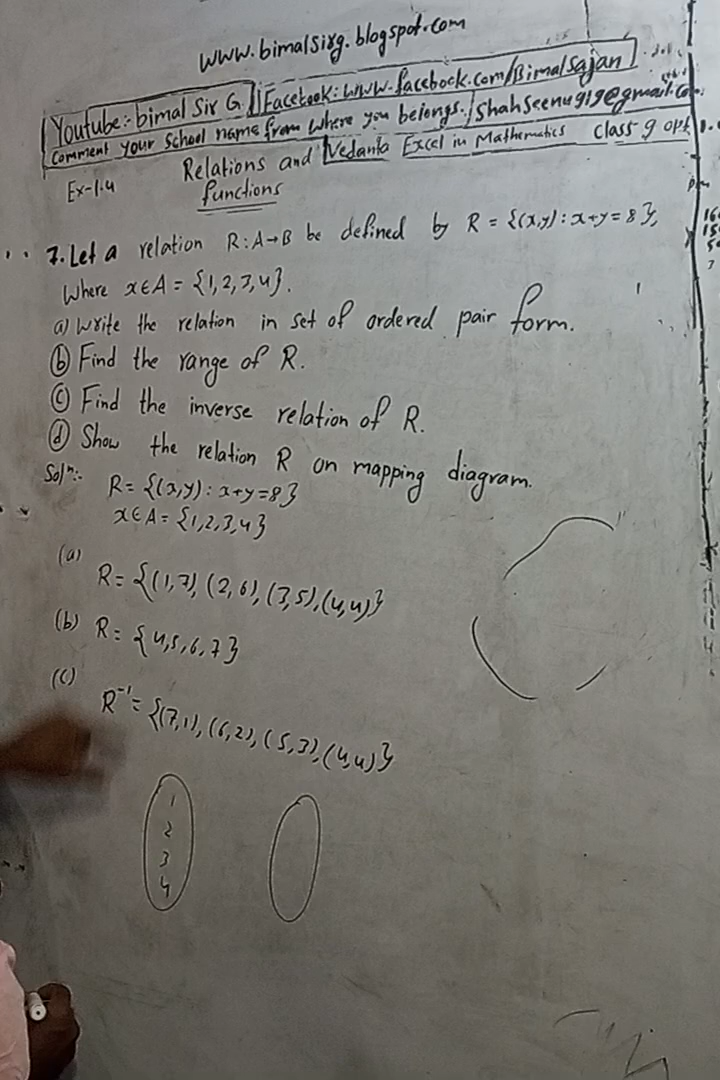 www.bimalsirg.blogspot.com
Youtube:- bimal Sir G. Facebook: www.facebook.com/Bimalsajan
Comment your School name from where you belongs. / shahseenu919@gmail.co
Ex-1.4 Relations and functions Vedanta Excel in Mathematics class 9 opt
7. Let a relation R: A→B be defined by R = {(x,y) : x+y = 8},
Where x∈A = {1,2,3,4}.
a) Write the relation in set of ordered pair form.
(b) Find the range of R.
(c) Find the inverse relation of R.
(d) Show the relation R on mapping diagram.
Solⁿ:-
R = {(x,y) : x+y=8}
x∈A = {1,2,3,4}
(a)
R = {(1,7), (2,6), (3,5), (4,4)}
(b) R = {4,5,6,7}
(c)
R⁻¹ = {(7,1), (6,2), (5,3), (4,4)}
1
2
3
4